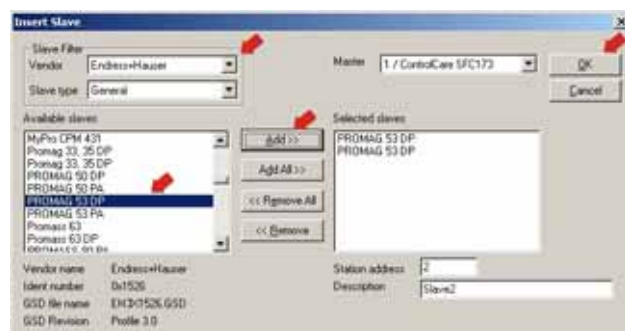 Insert Slave
Slave Filter
Vendor Endress+Hauser
Slave type General
Master 1 / ControlCare SFC173
OK
Cancel
Available slaves
MyPro CPM 431
Promag 33, 35 DP
Promag 33, 35 DP
PROMAG 50 DP
PROMAG 50 PA
PROMAG 53 DP
PROMAG 53 PA
Promass 63
Promass 63 DP
Add >>
Add All >>
<< Remove All
<< Remove
Selected slaves
PROMAG 53 DP
PROMAG 53 DP
Vendor name Endress+Hauser
Ident number 0x1526
GSD file name EH3X1526.GSD
GSD Revision Profile 3.0
Station address 2
Description Slave2